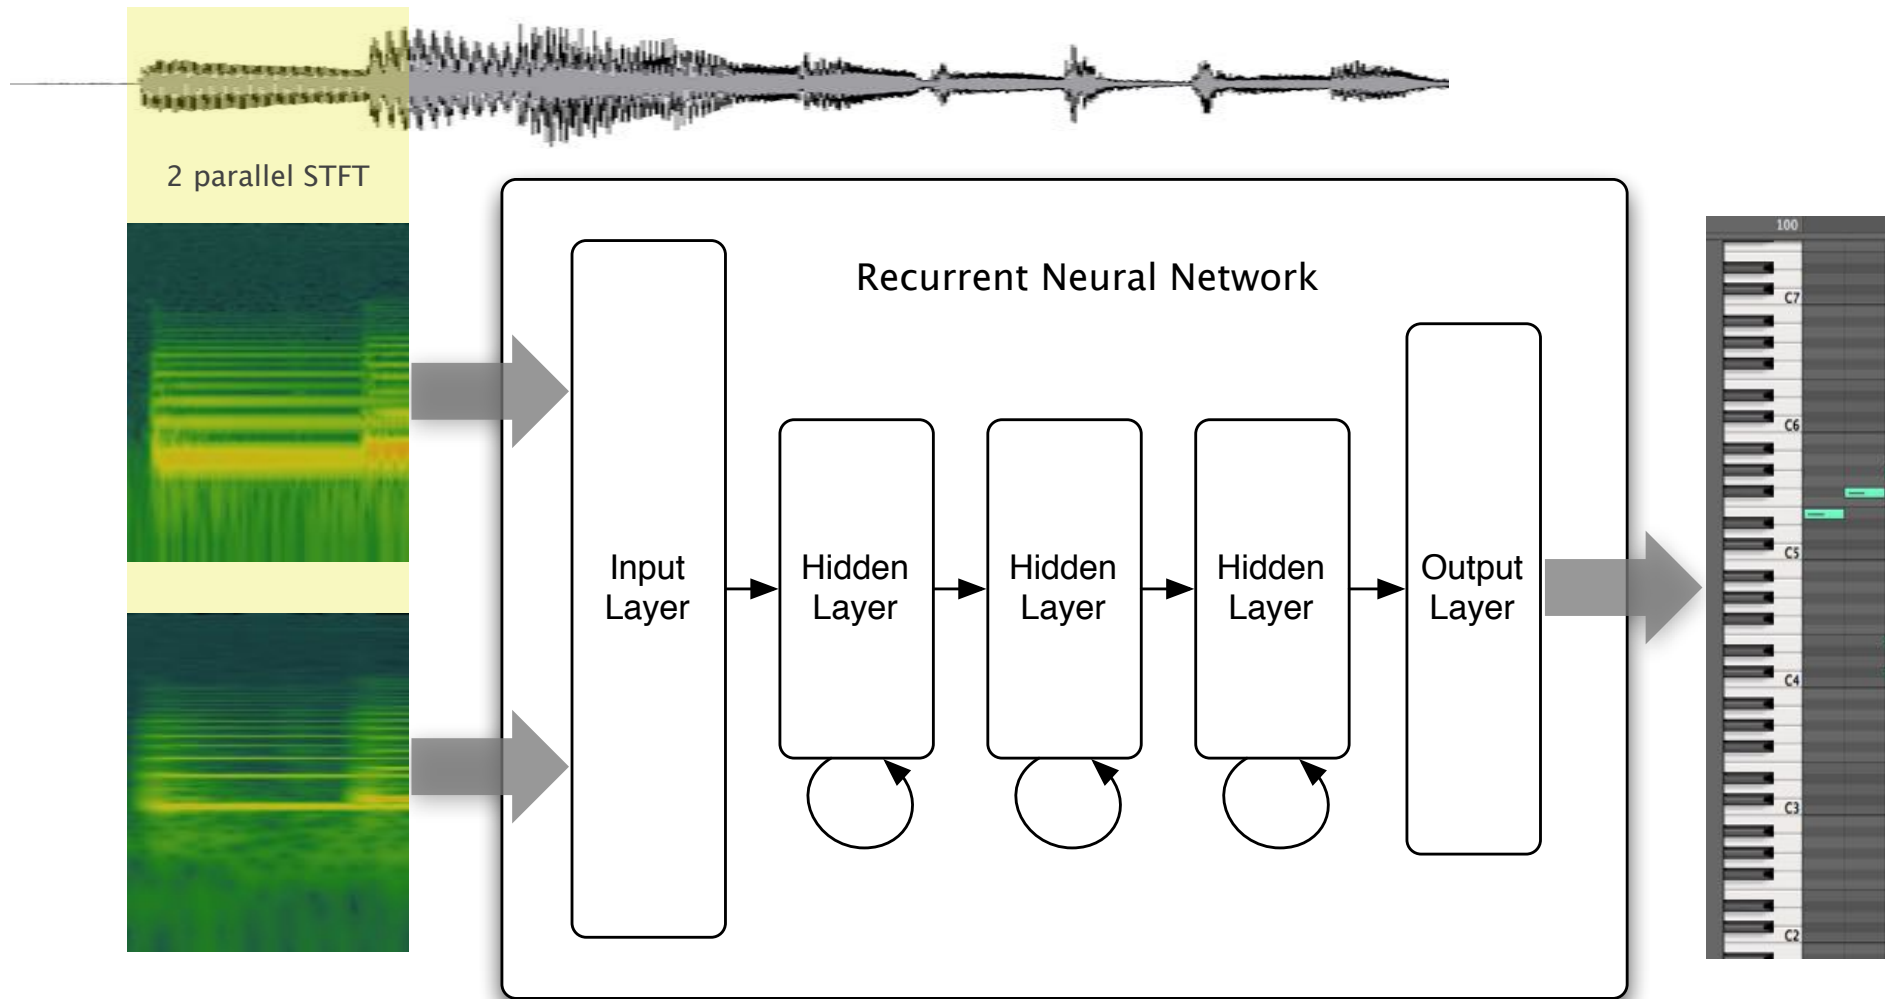 2 parallel STFT
Recurrent Neural Network
Input
Layer
Hidden
Layer
Hidden
Layer
Hidden
Layer
Output
Layer
100
C7
C6
C5
C4
C3
C2